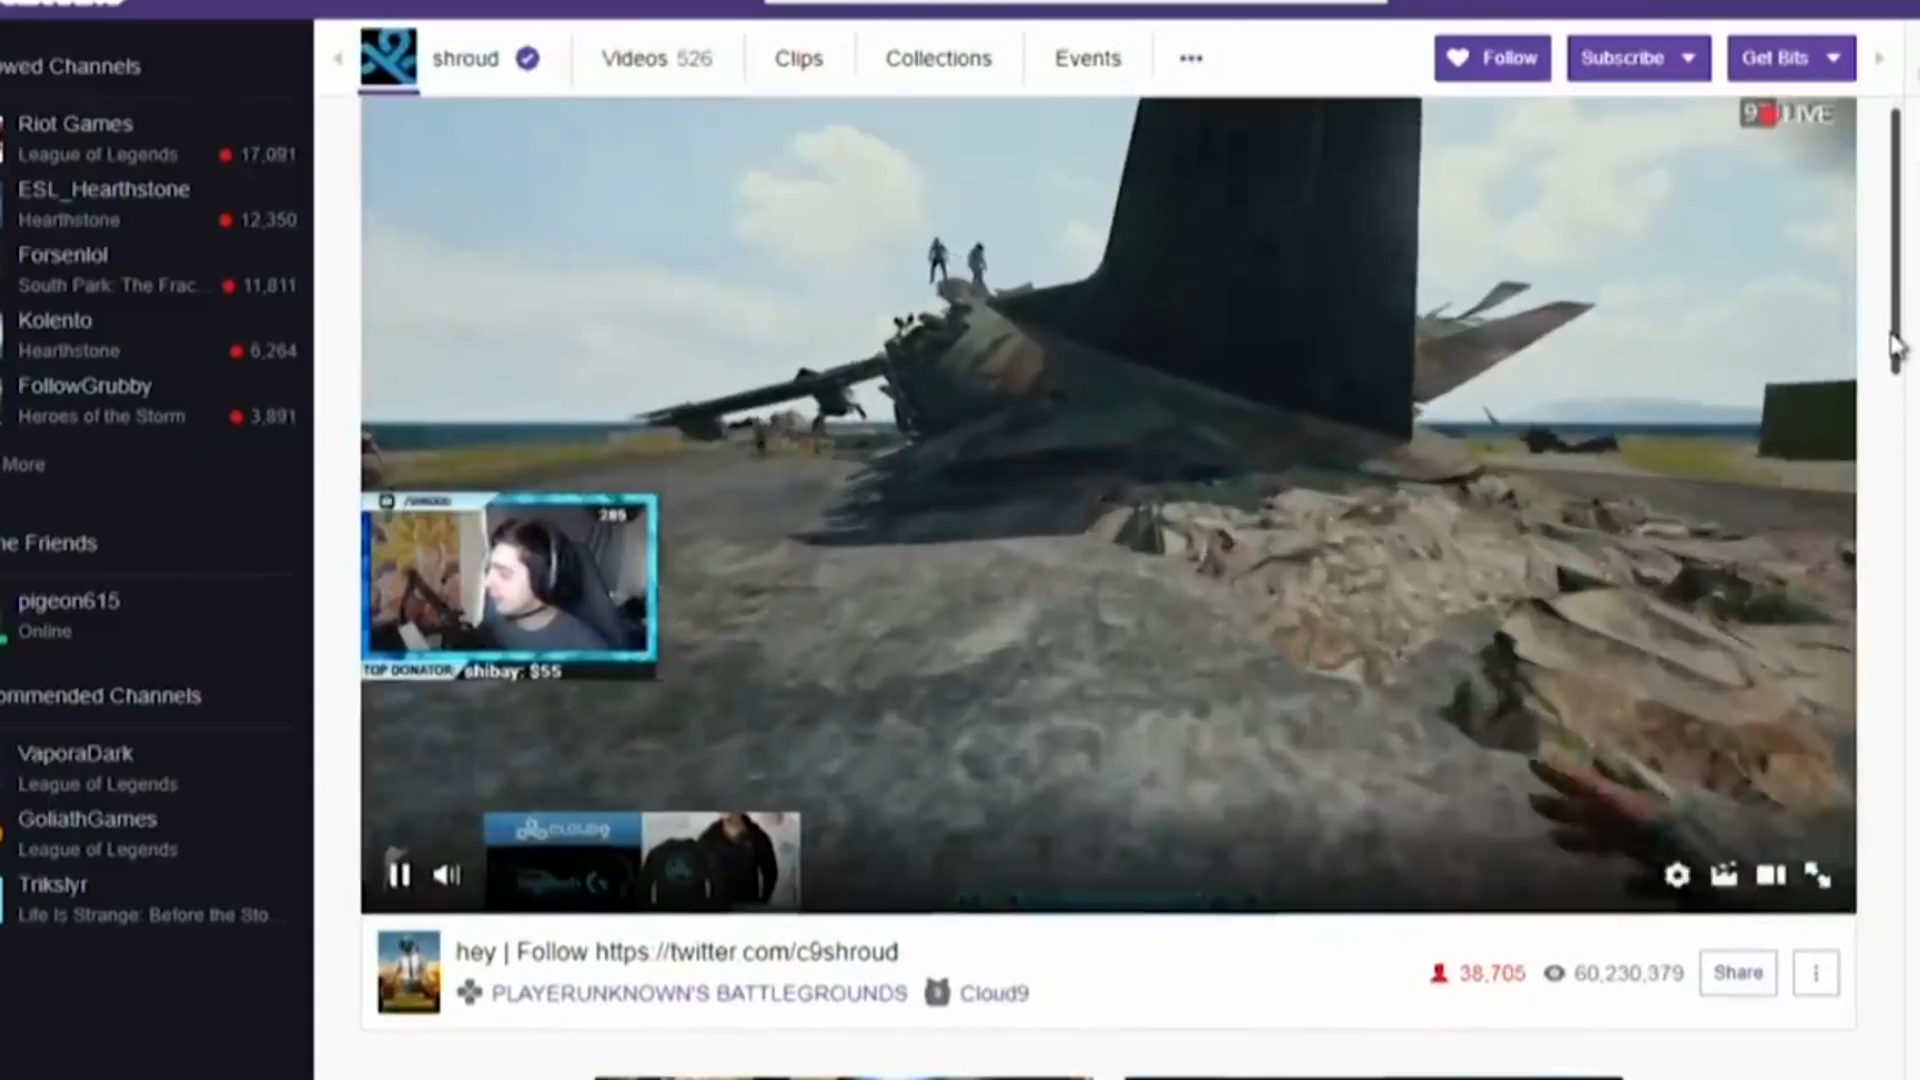 shroud
Videos 526
Clips
Collections
Events
Follow
Subscribe
Get Bits
owed Channels
Riot Games
League of Legends 17,091
ESL_Hearthstone
Hearthstone 12,350
Forsenlol
South Park: The Frac... 11,811
Kolento
Hearthstone 6,264
FollowGrubby
Heroes of the Storm 3,891
More
ne Friends
pigeon615
Online
ommended Channels
VaporaDark
League of Legends
GoliathGames
League of Legends
Trikslyr
Life Is Strange: Before the Sto...
LIVE
285
TOP DONATOR: shibay: $55
CLOUD9
hey | Follow https://twitter.com/c9shroud
PLAYERUNKNOWN'S BATTLEGROUNDS Cloud9
38,705 60,230,379 Share